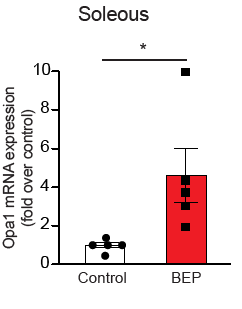 Soleous
*
Opa1 mRNA expression
(fold over control)
10
8
6
4
2
0
Control BEP